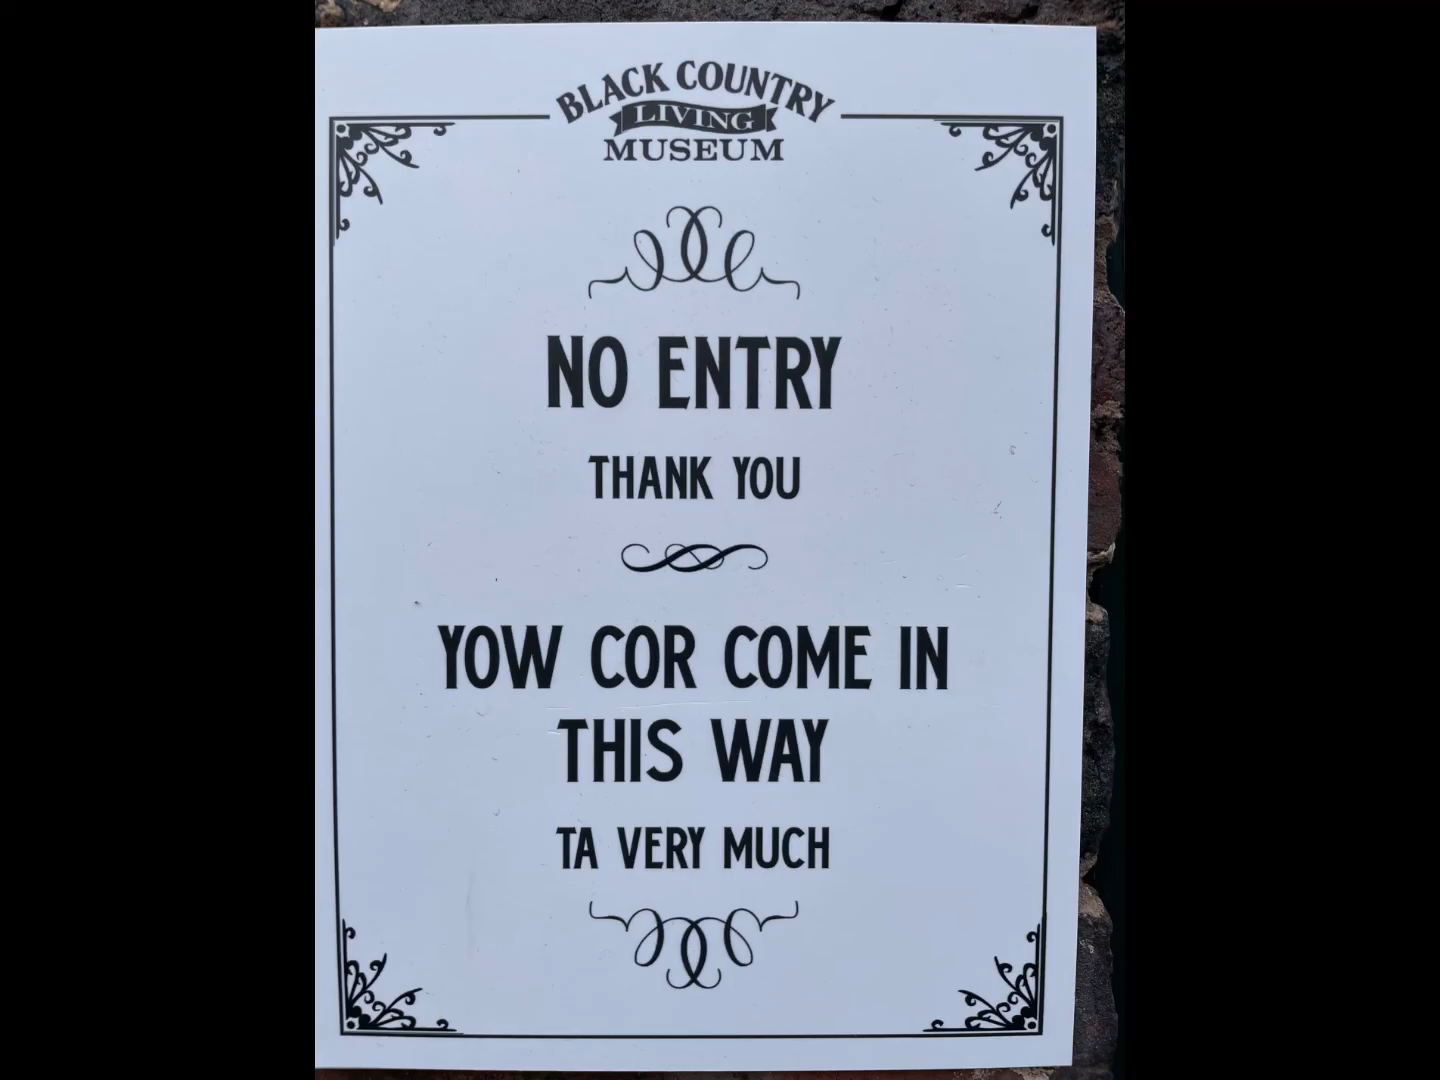 BLACK COUNTRY
LIVING
MUSEUM
NO ENTRY
THANK YOU
YOW COR COME IN
THIS WAY
TA VERY MUCH